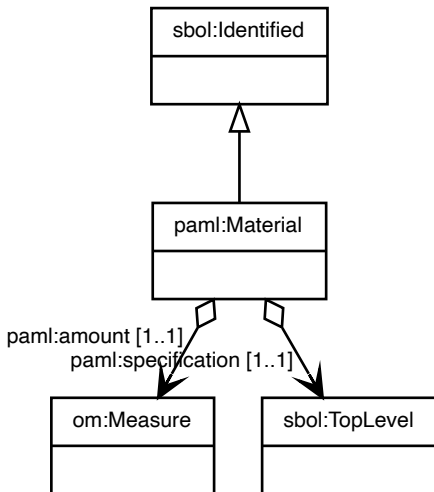 sbol:Identified
paml:Material
paml:amount [1..1]
paml:specification [1..1]
om:Measure
sbol:TopLevel